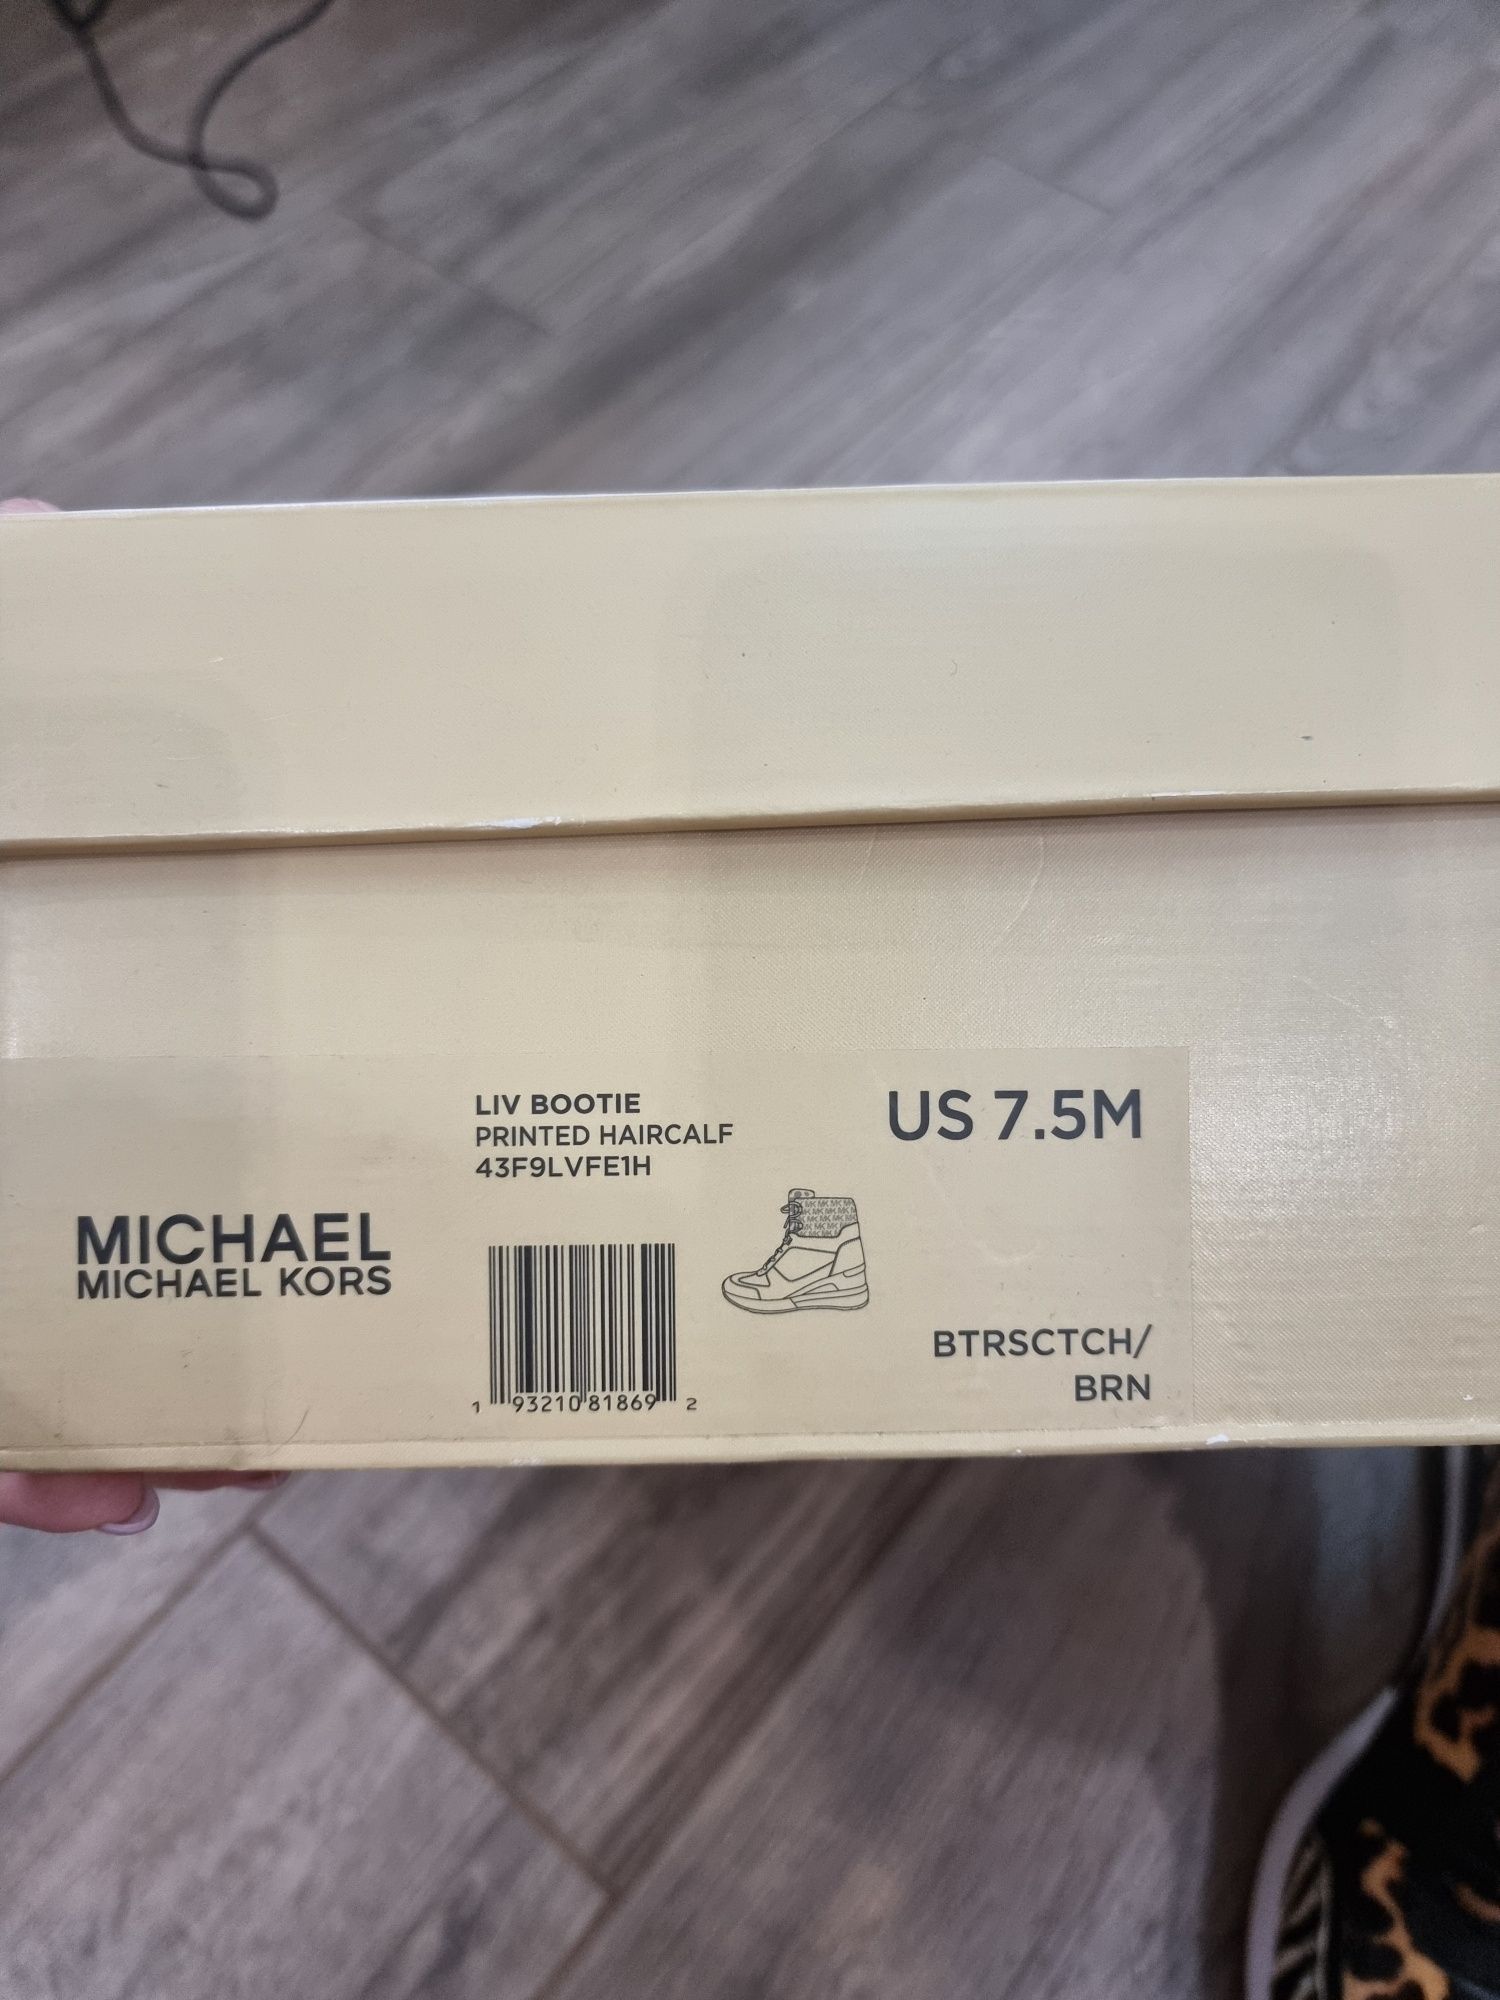 LIV BOOTIE
PRINTED HAIRCALF
43F9LVFE1H
US 7.5M
MICHAEL
MICHAEL KORS
1 93210 81869 2
BTRSCTCH/
BRN